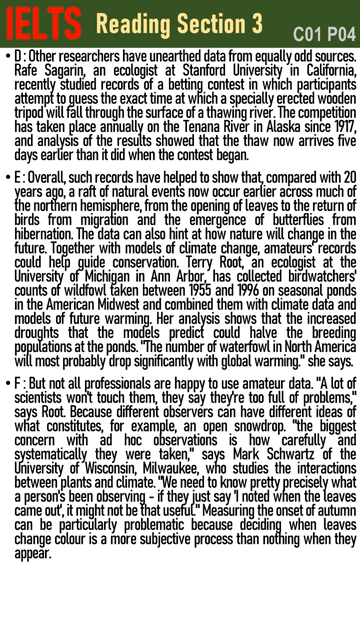 IELTS Reading Section 3 C01 P04
• D : Other researchers have unearthed data from equally odd sources.
Rafe Sagarin, an ecologist at Stanford University in California,
recently studied records of a betting contest in which participants
attempt to guess the exact time at which a specially erected wooden
tripod will fall through the surface of a thawing river. The competition
has taken place annually on the Tenana River in Alaska since 1917,
and analysis of the results showed that the thaw now arrives five
days earlier than it did when the contest began.
• E : Overall, such records have helped to show that, compared with 20
years ago, a raft of natural events now occur earlier across much of
the northern hemisphere, from the opening of leaves to the return of
birds from migration and the emergence of butterflies from
hibernation. The data can also hint at how nature will change in the
future. Together with models of climate change, amateurs' records
could help guide conservation. Terry Root, an ecologist at the
University of Michigan in Ann Arbor, has collected birdwatchers'
counts of wildfowl taken between 1955 and 1996 on seasonal ponds
in the American Midwest and combined them with climate data and
models of future warming. Her analysis shows that the increased
droughts that the models predict could halve the breeding
populations at the ponds. "The number of waterfowl in North America
will most probably drop significantly with global warming." she says.
• F : But not all professionals are happy to use amateur data. "A lot of
scientists won't touch them, they say they're too full of problems,"
says Root. Because different observers can have different ideas of
what constitutes, for example, an open snowdrop. "the biggest
concern with ad hoc observations is how carefully and
systematically they were taken," says Mark Schwartz of the
University of Wisconsin, Milwaukee, who studies the interactions
between plants and climate. "We need to know pretty precisely what
a person's been observing - if they just say 'I noted when the leaves
came out', it might not be that useful." Measuring the onset of autumn
can be particularly problematic because deciding when leaves
change colour is a more subjective process than nothing when they
appear.